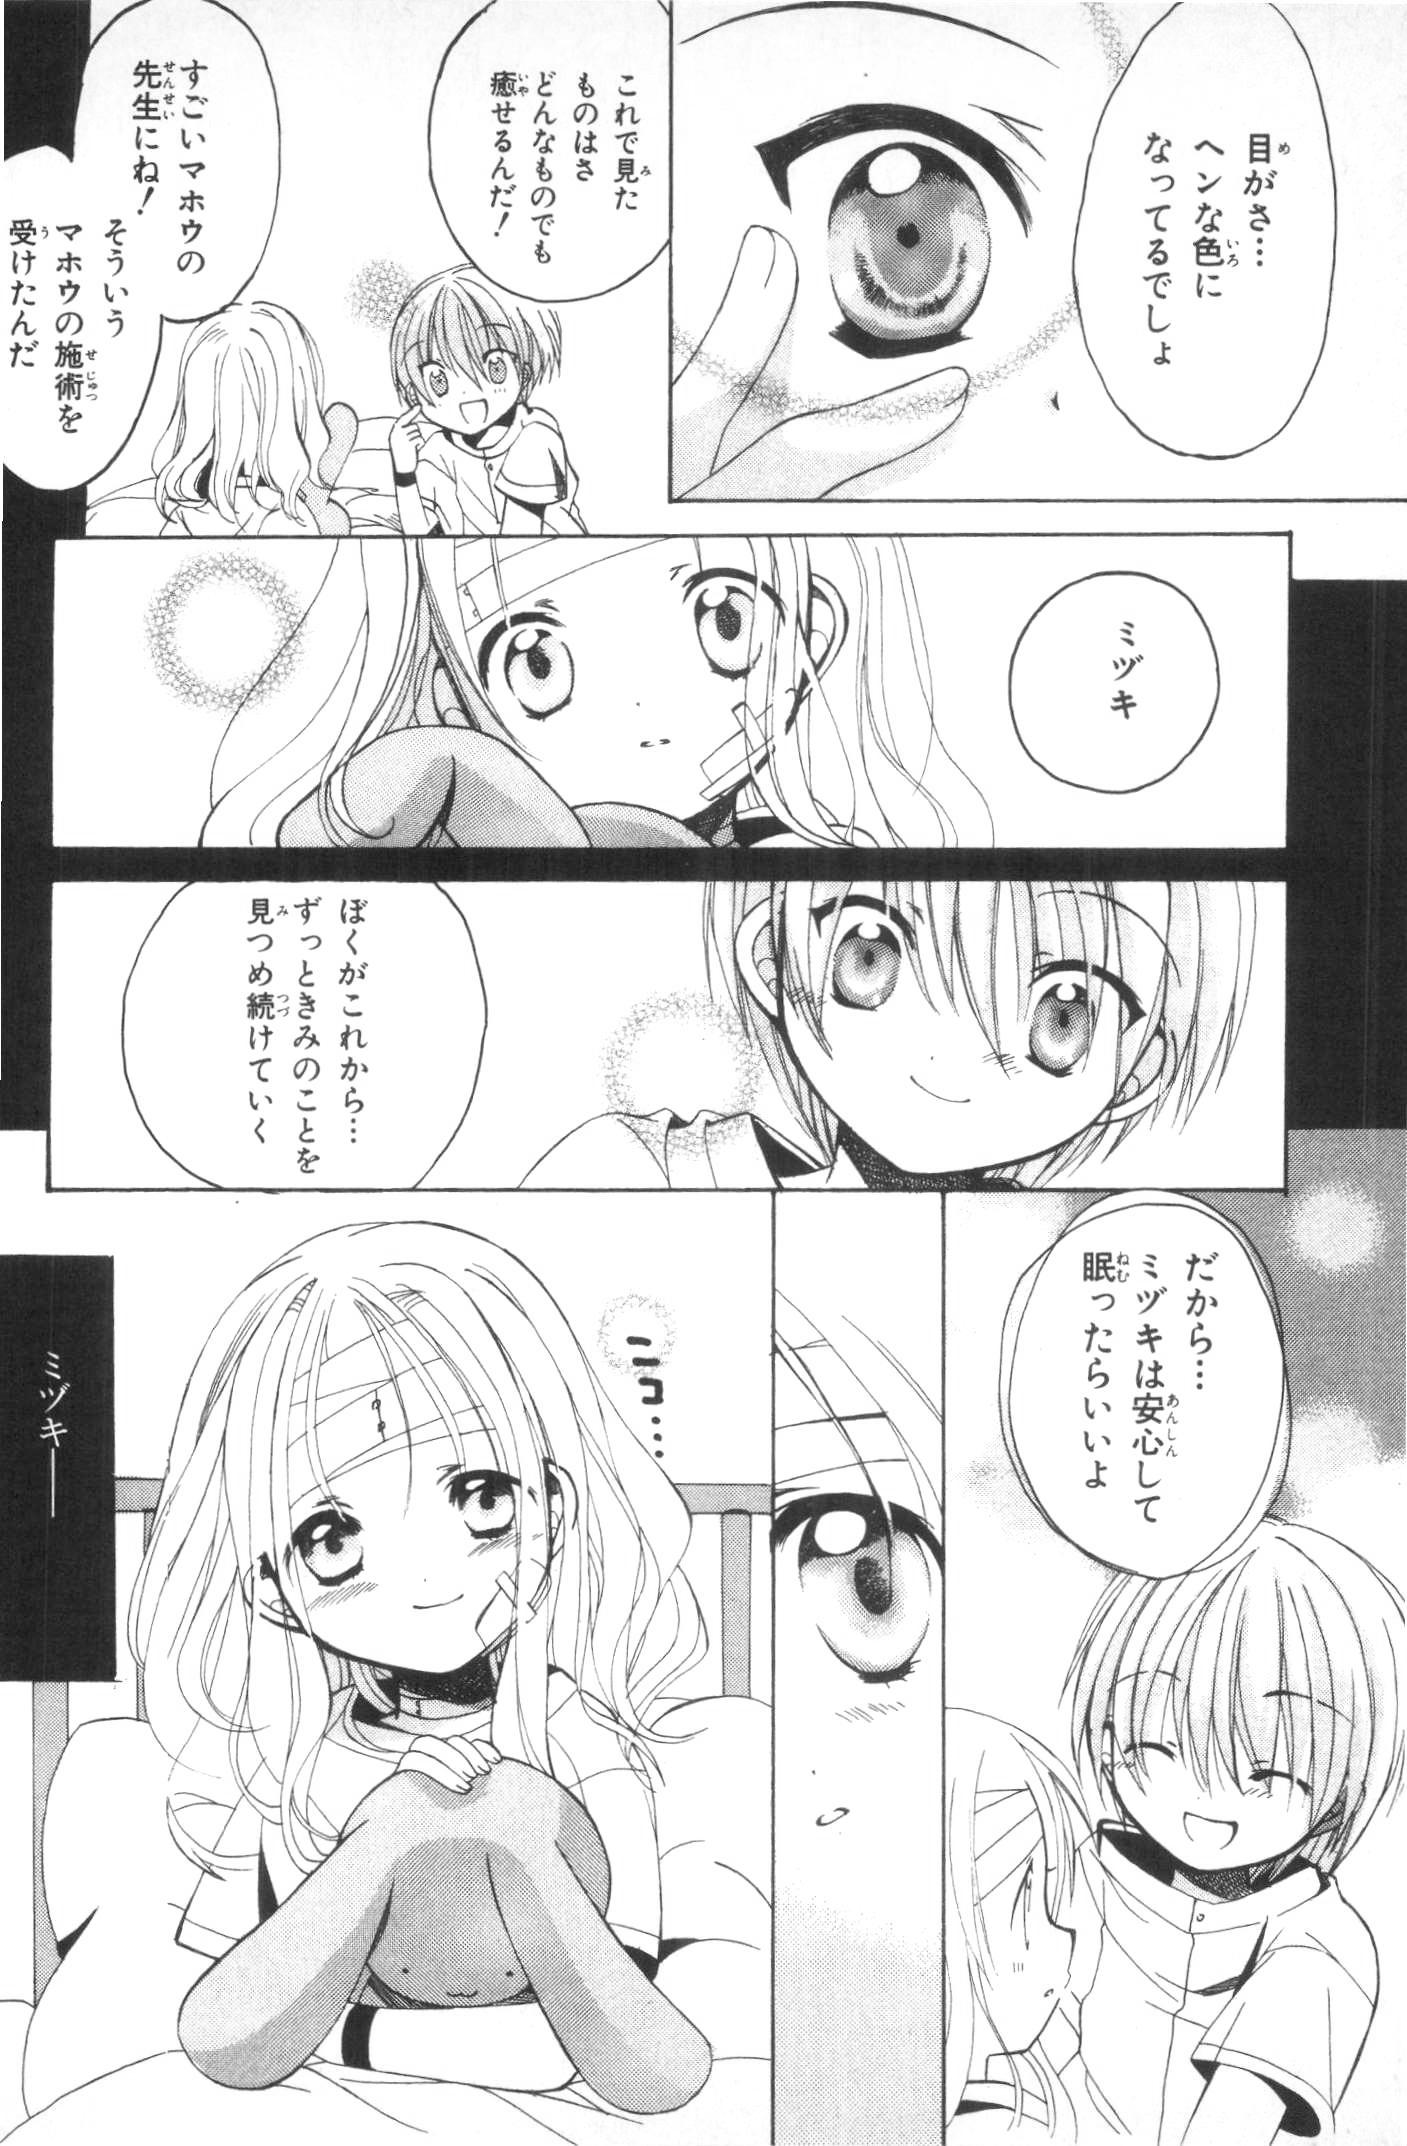 目がさ…
ヘンな色に
なってるでしょ
これで見た
ものはさ
どんなものでも
癒せるんだ!
すごいマホウの
先生にね!
そういう
マホウの施術を
受けたんだ
ミヅキ
ぼくがこれから…
ずっときみのことを
見つめ続けていく
だから…
ミヅキは安心して
眠ったらいいよ
ニコ…
ミヅキ――